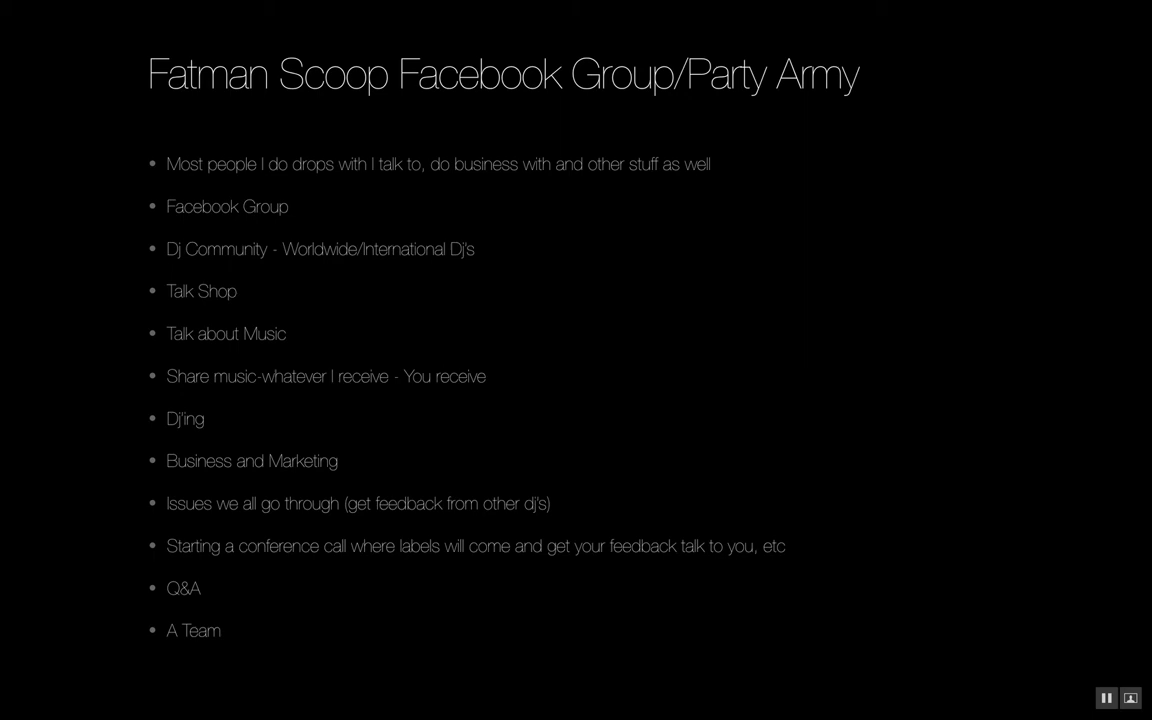 Fatman Scoop Facebook Group/Party Army
• Most people I do drops with I talk to, do business with and other stuff as well
• Facebook Group
• Dj Community - Worldwide/International Dj's
• Talk Shop
• Talk about Music
• Share music-whatever I receive - You receive
• Dj'ing
• Business and Marketing
• Issues we all go through (get feedback from other dj's)
• Starting a conference call where labels will come and get your feedback talk to you, etc
• Q&A
• A Team